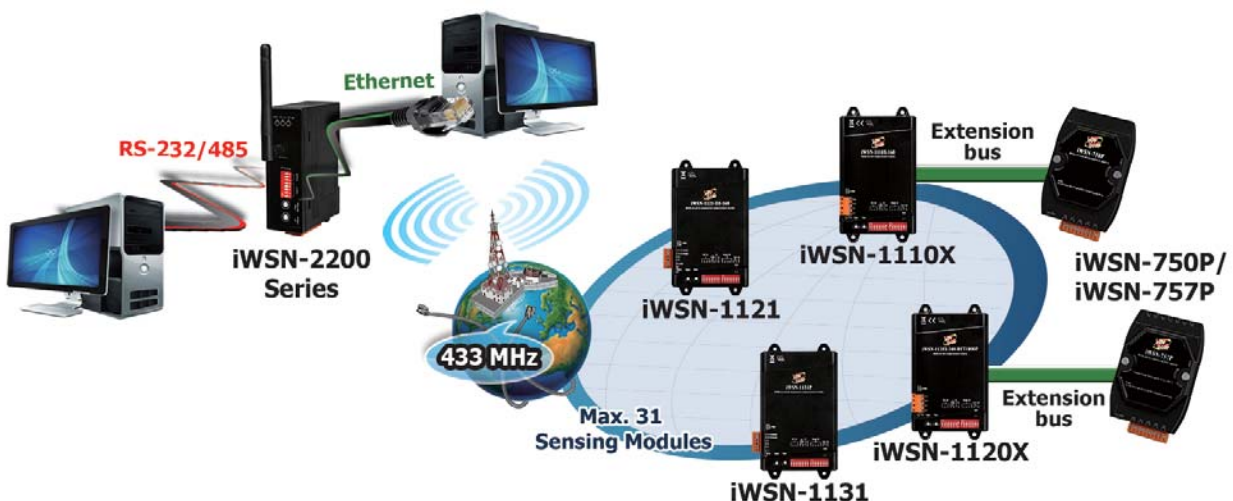 Ethernet
RS-232/485
iWSN-2200
Series
433 MHz
Max. 31
Sensing Modules
iWSN-1121
iWSN-1110X
Extension
bus
iWSN-750P/
iWSN-757P
iWSN-1131
iWSN-1120X
Extension
bus